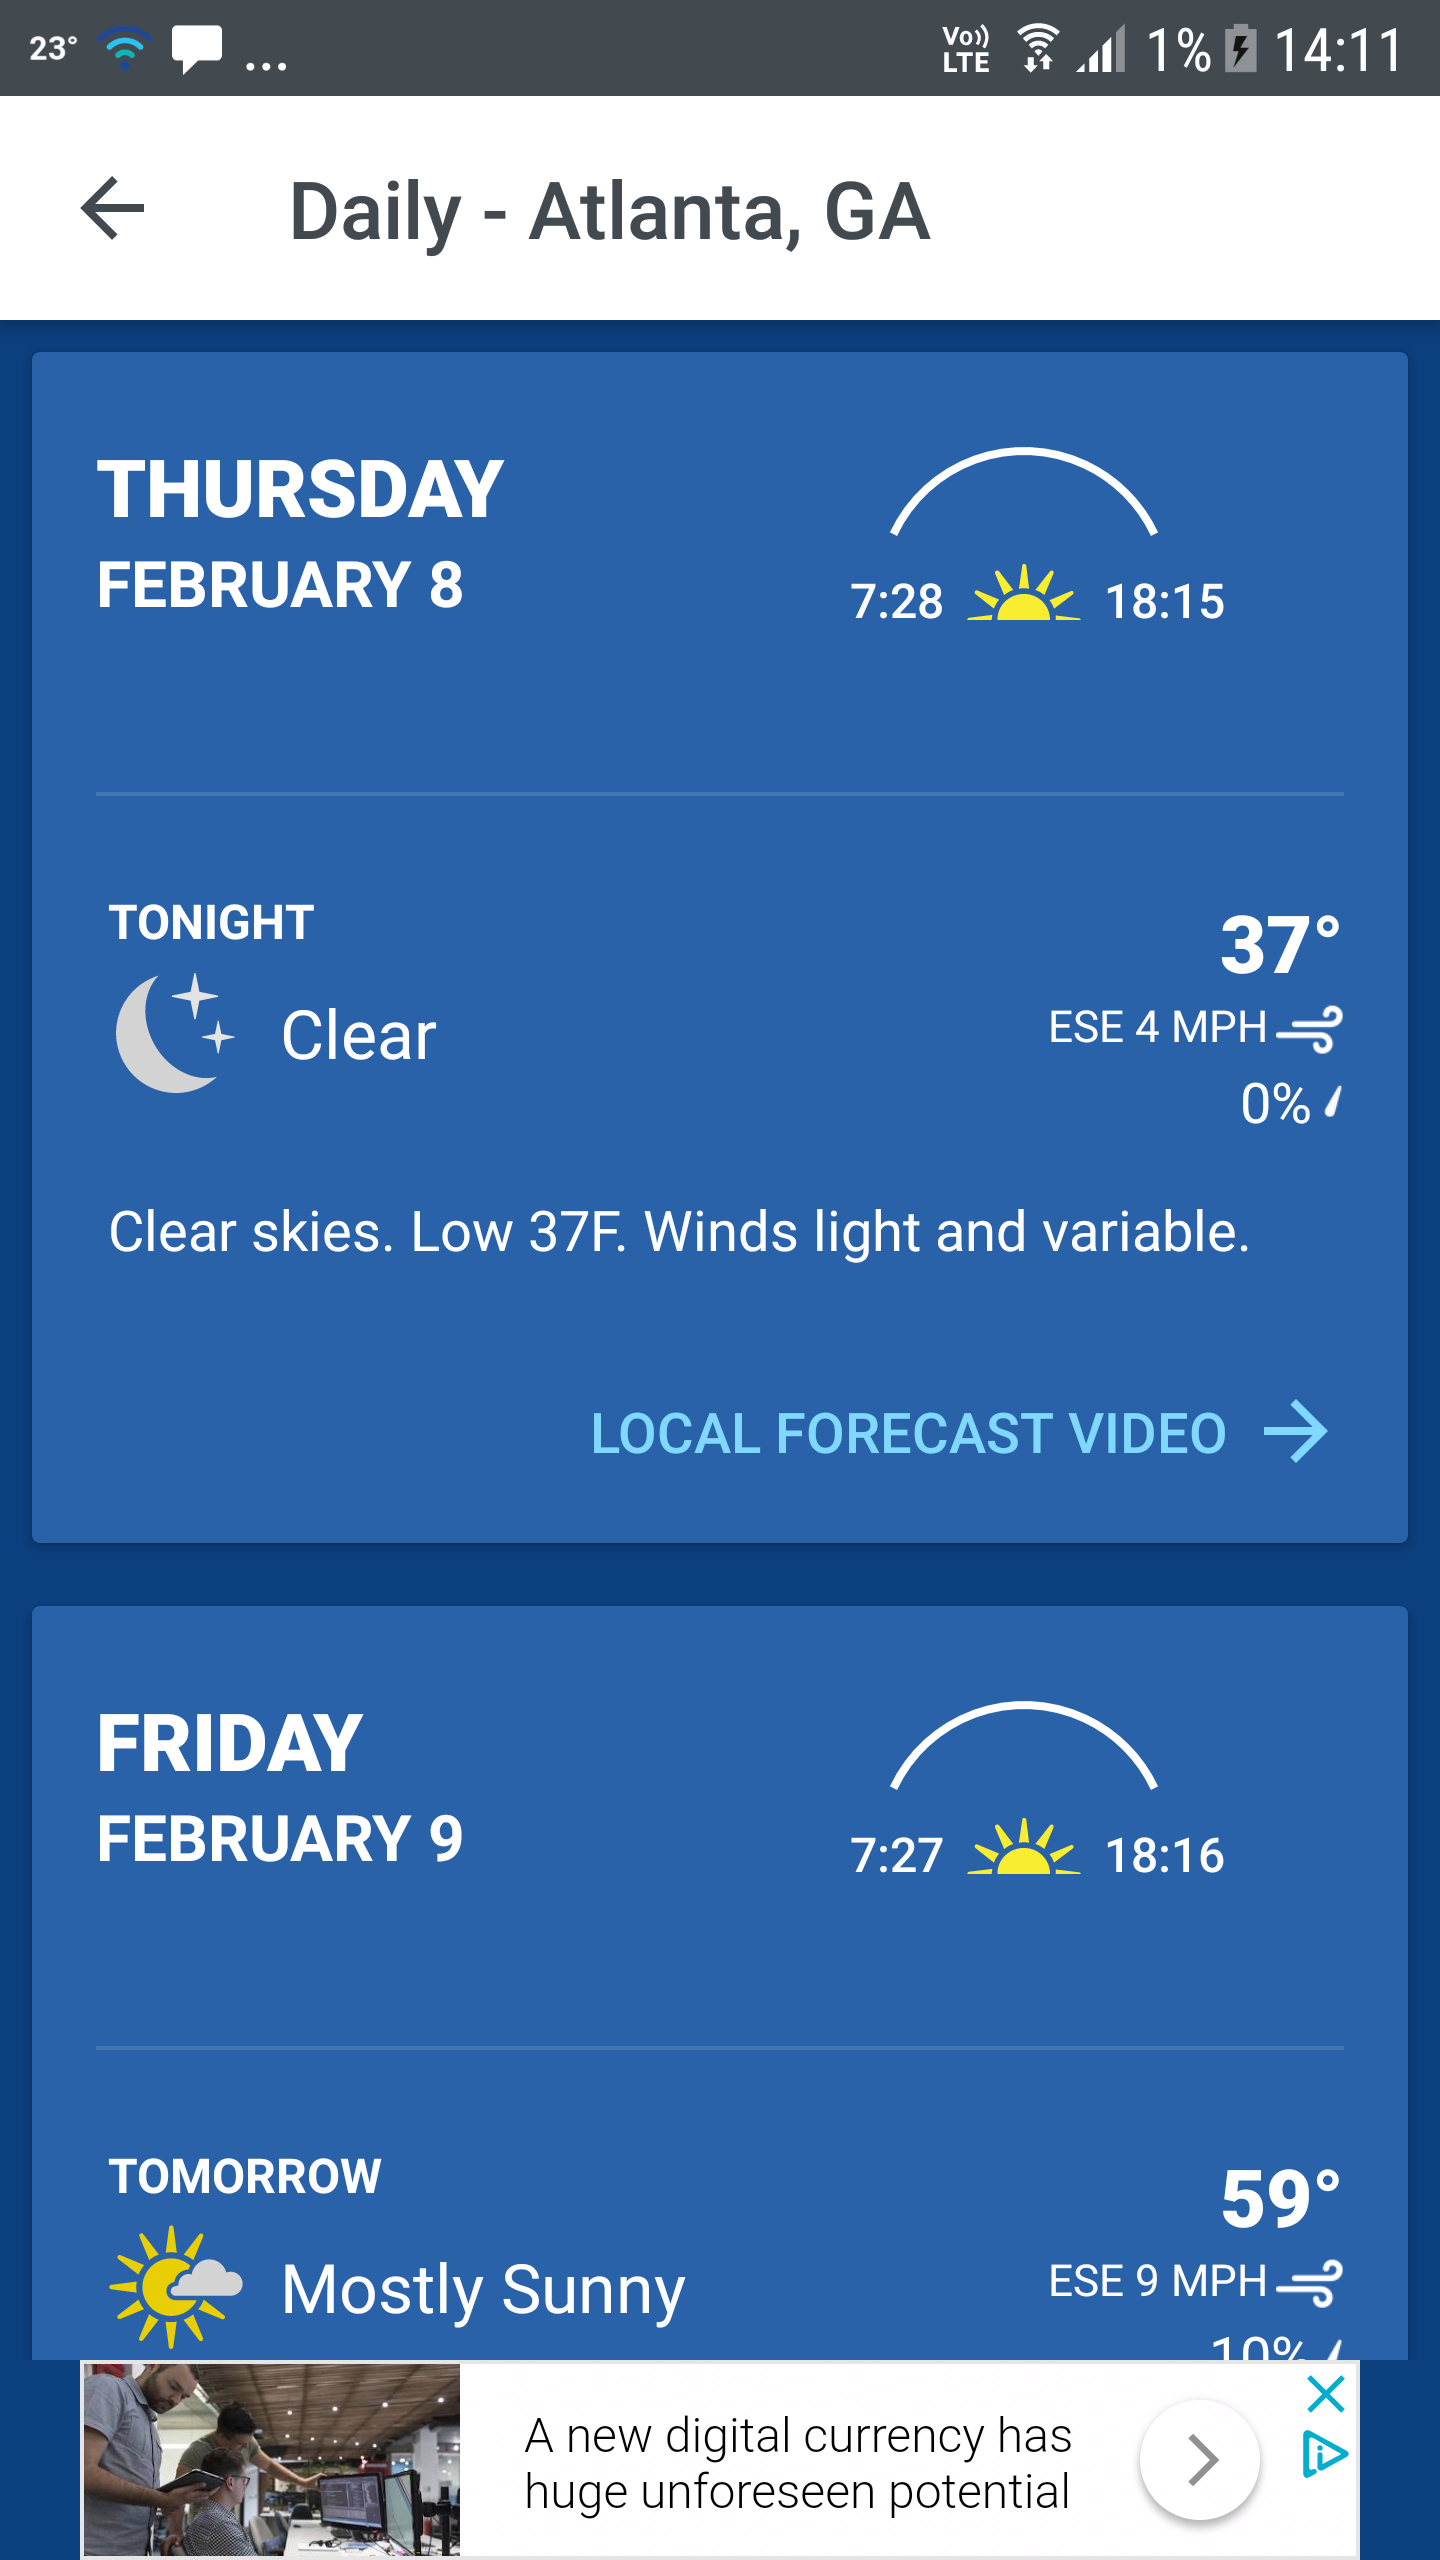 23° ... Vo)) LTE 1% 14:11
Daily - Atlanta, GA
THURSDAY
FEBRUARY 8
7:28 18:15
TONIGHT
37°
Clear
ESE 4 MPH
0%
Clear skies. Low 37F. Winds light and variable.
LOCAL FORECAST VIDEO
FRIDAY
FEBRUARY 9
7:27 18:16
TOMORROW
59°
Mostly Sunny
ESE 9 MPH
10%
A new digital currency has
huge unforeseen potential